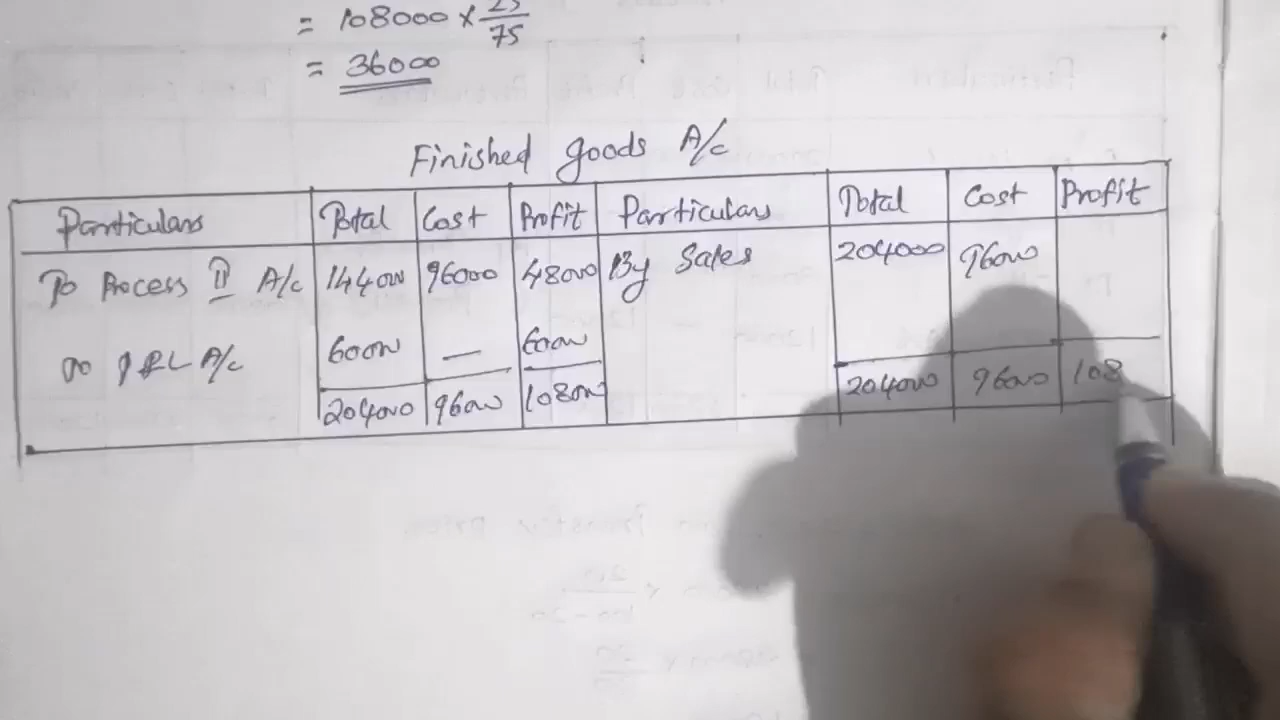 = 108000 × 25/75
= 36000
Finished goods A/c
Particulars Total Cost Profit Particulars Total Cost Profit
To Process II A/c 144000 96000 48000 By Sales 204000 96000
To P&L A/c 60000 — 60000
204000 96000 108000 204000 96000 108